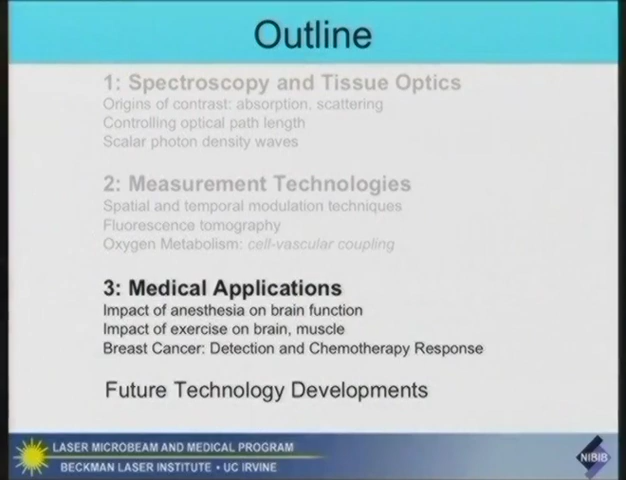 Outline
1: Spectroscopy and Tissue Optics
Origins of contrast: absorption, scattering
Controlling optical path length
Scalar photon density waves
2: Measurement Technologies
Spatial and temporal modulation techniques
Fluorescence tomography
Oxygen Metabolism: cell-vascular coupling
3: Medical Applications
Impact of anesthesia on brain function
Impact of exercise on brain, muscle
Breast Cancer: Detection and Chemotherapy Response
Future Technology Developments
LASER MICROBEAM AND MEDICAL PROGRAM
BECKMAN LASER INSTITUTE • UC IRVINE
NIBIB